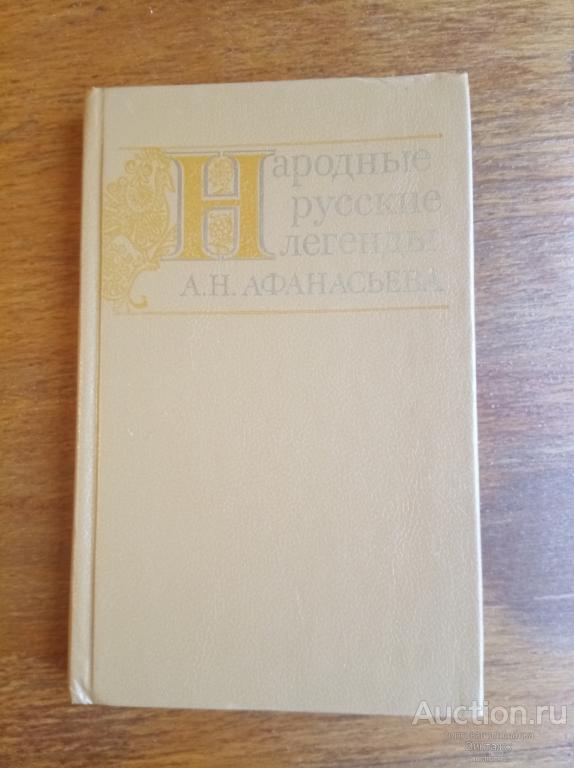 Народные
русские
легенды
А.Н. АФАНАСЬЕВА
Auction.ru